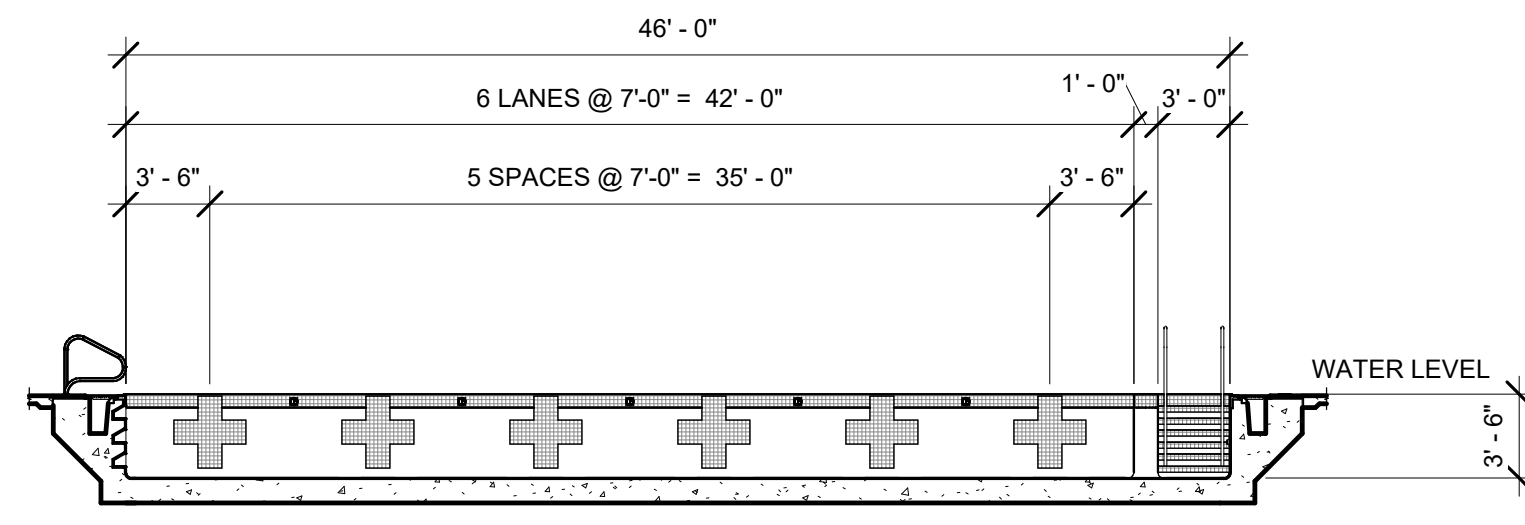 46' - 0"
6 LANES @ 7'-0" = 42' - 0"
1' - 0"
3' - 0"
3' - 6"
5 SPACES @ 7'-0" = 35' - 0"
3' - 6"
WATER LEVEL
3' - 6"